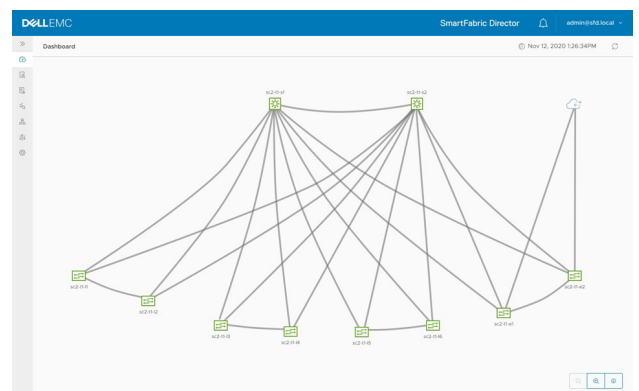 DELLEMC
SmartFabric Director
admin@sfd.local
Dashboard
Nov 12, 2020 1:26:34PM
sc2-t1-s1
sc2-t1-s2
sc2-t1-l1
sc2-t1-l2
sc2-t1-l3
sc2-t1-l4
sc2-t1-l5
sc2-t1-l6
sc2-t1-e1
sc2-t1-e2